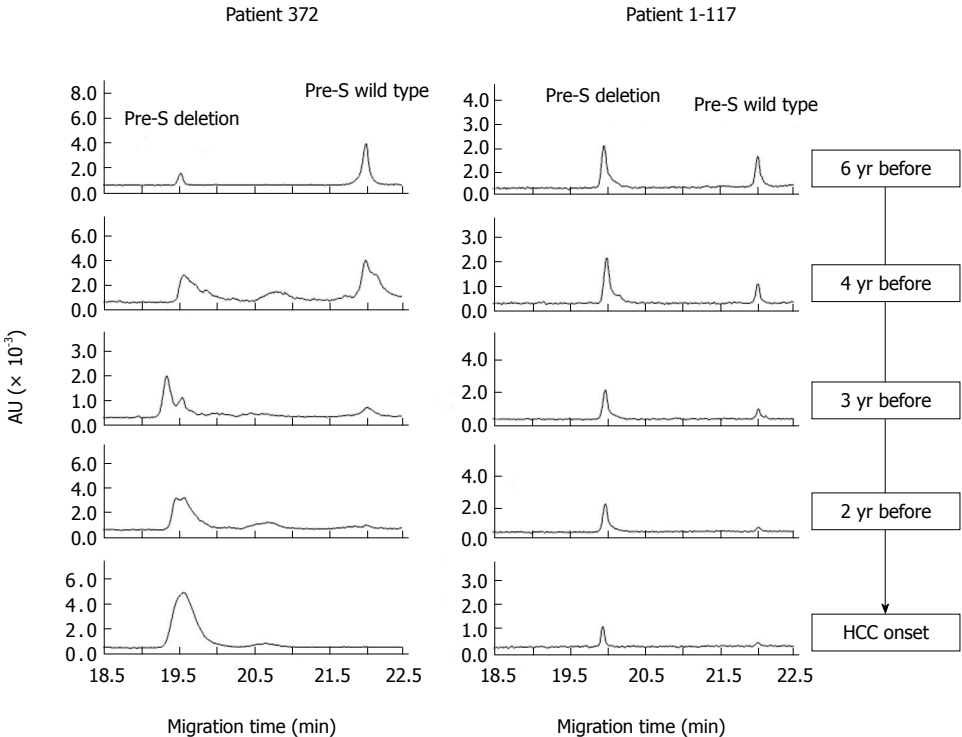 Patient 372
Patient 1-117
Pre-S deletion
Pre-S wild type
8.0
6.0
4.0
2.0
0.0
Pre-S deletion
Pre-S wild type
4.0
3.0
2.0
2.0
0.0
6 yr before
6.0
4.0
2.0
0.0
3.0
2.0
1.0
0.0
4 yr before
AU (× 10-3)
3.0
2.0
1.0
0.0
4.0
2.0
0.0
3 yr before
6.0
4.0
2.0
0.0
4.0
2.0
0.0
2 yr before
6.0
4.0
2.0
0.0
3.0
2.0
1.0
0.0
HCC onset
18.5 19.5 20.5 21.5 22.5
18.5 19.5 20.5 21.5 22.5
Migration time (min)
Migration time (min)